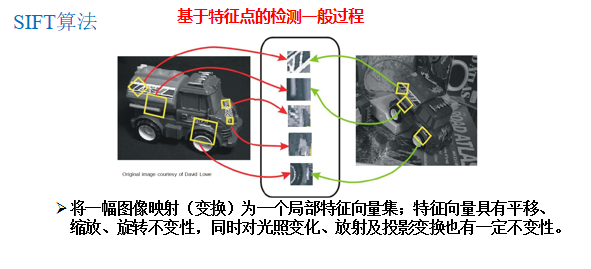 SIFT算法
基于特征点的检测一般过程
Original image courtesy of David Lowe
将一幅图像映射（变换）为一个局部特征向量集；特征向量具有平移、
缩放、旋转不变性，同时对光照变化、放射及投影变换也有一定不变性。